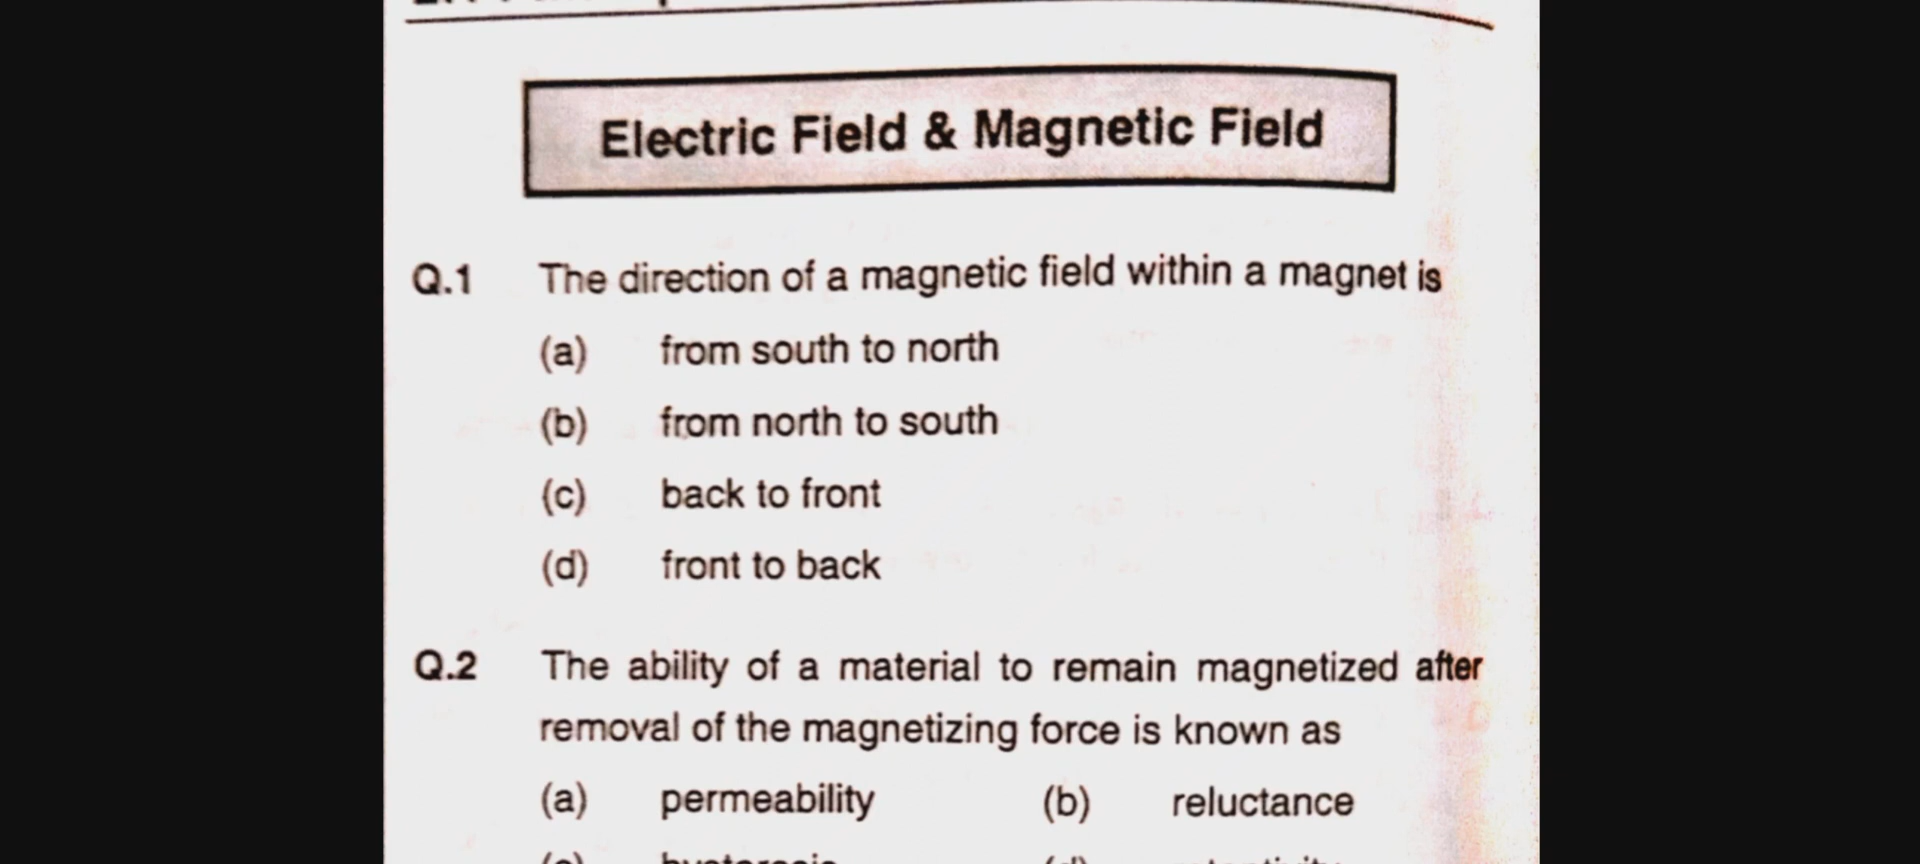 Electric Field & Magnetic Field
Q.1 The direction of a magnetic field within a magnet is
(a) from south to north
(b) from north to south
(c) back to front
(d) front to back
Q.2 The ability of a material to remain magnetized after
removal of the magnetizing force is known as
(a) permeability (b) reluctance
(c) hysteresis (d) retentivity